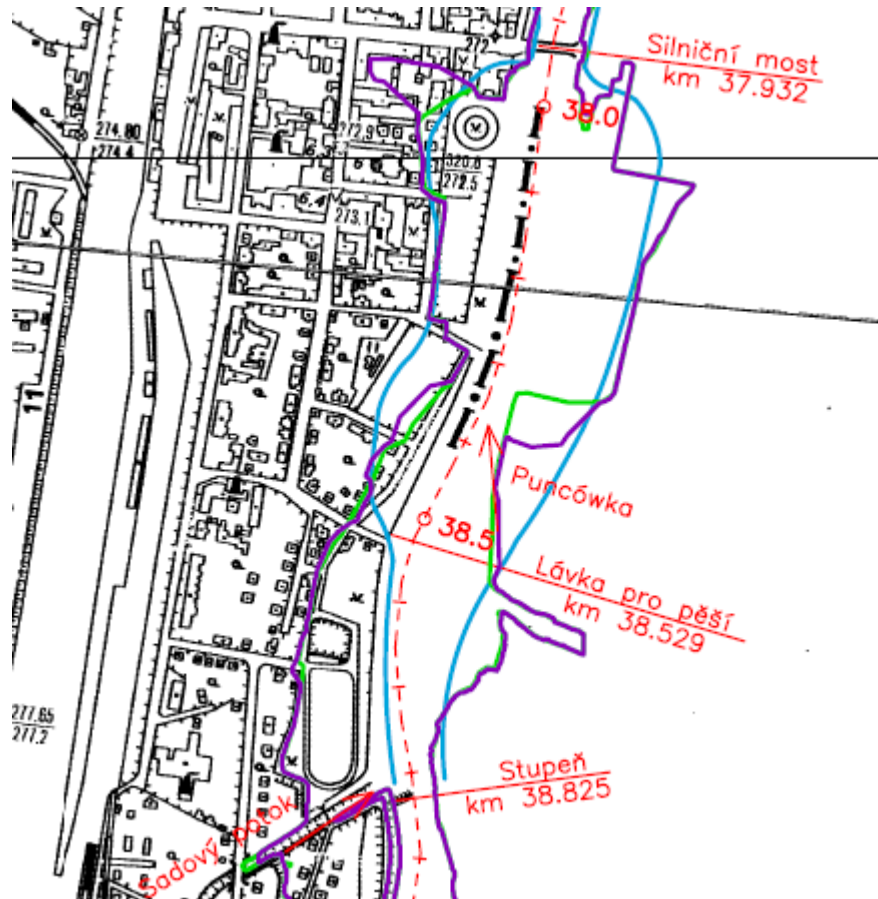 272
Silniční most
km 37.932
38.0
274.80
274.4
272.9
320.8
272.5
6.4
273.1
11
Puncówka
38.5
Lávka pro pěší
km 38.529
277.65
277.2
Stupeň
km 38.825
Sadový potok